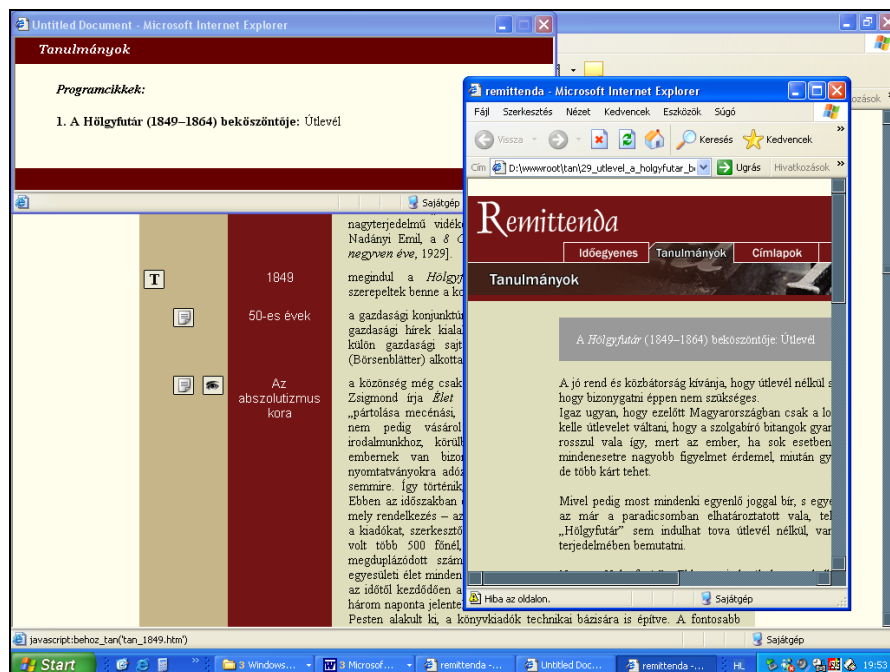 Untitled Document - Microsoft Internet Explorer
Tanulmányok
Programcikkek:
1. A Hölgyfutár (1849–1864) beköszöntője: Útlevél
Sajátgép
nagyterjedelmű vidék
Nadányi Emil, a 8
negyven éve, 1929].
T
1849
megindul a Hölgyf
szerepeltek benne a
50-es évek
a gazdasági konjunktú
gazdasági hírek kiala
külön gazdasági sajt
(Börsenblätter) alkotta
Az
abszolutizmus
kora
a közönség még csak
Zsigmond írja Élet
„pártolása mecénási,
nem pedig vásárol
irodalmunkhoz, körülb
embernek van bizor
nyomtatványokra adóz
semmire. Így történik
Ebben az időszakban
mely rendelkezés – az
a kiadókat, szerkesztő
volt több 500 főnél,
megduplázódott szám
egyesületi élet minden
az időtől kezdődően a
három naponta jelente
Pesten alakult ki, a könyvkiadók technikai bázisára is építve. A fontosabb
ozások »
remittenda - Microsoft Internet Explorer
Fájl Szerkesztés Nézet Kedvencek Eszközök Súgó
Vissza Keresés Kedvencek »
Cím D:\wwwroot\tan\29_utlevel_a_holgyfutar_b Ugrás Hivatkozások »
Remittenda
Időegyenes Tanulmányok Címlapok
Tanulmányok
A Hölgyfutár (1849–1864) beköszöntője: Útlevél
A jó rend és közbátorság kívánja, hogy útlevél nélkül s
hogy bizonygatni éppen nem szükséges.
Igaz ugyan, hogy ezelőtt Magyarországban csak a lo
kelle útlevelet váltani, hogy a szolgabíró bitangok gyar
rosszul vala így, mert az ember, ha sok esetben
mindenesetre nagyobb figyelmet érdemel, miután gy
de több kárt tehet.
Mivel pedig most mindenki egyenlő joggal bír, s egye
az már a paradicsomban elhatároztatott vala, tel
„Hölgyfutár” sem indulhat tova útlevél nélkül, var
terjedelmében bemutatni.
Hiba az oldalon. Sajátgép
javascript:behoz_tan('tan_1849.htm') Sajátgép
Start » 3 Windows... 3 Microsof... remittenda -... Untitled Doc... remittenda -... HL 19:53